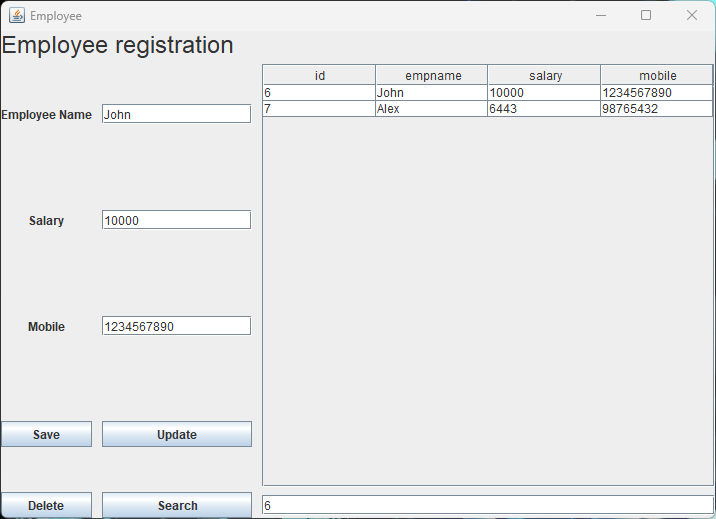 Employee
Employee registration
id empname salary mobile
6 John 10000 1234567890
7 Alex 6443 98765432
Employee Name John
Salary 10000
Mobile 1234567890
Save Update
Delete Search 6